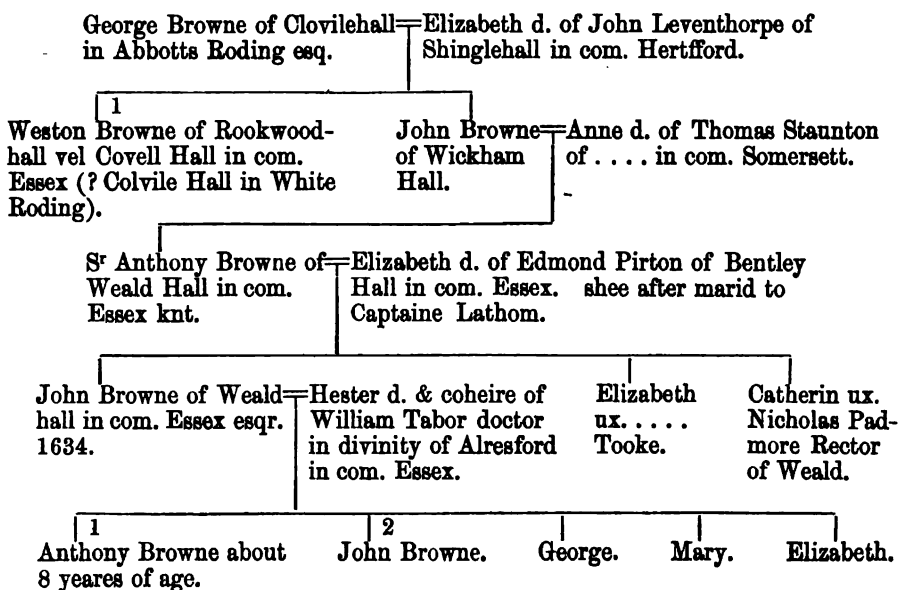 George Browne of Clovilehall
in Abbotts Roding esq.
Elizabeth d. of John Leventhorpe of
Shinglehall in com. Hertfford.
1
Weston Browne of Rookwood-
hall vel Covell Hall in com.
Essex (? Colvile Hall in White
Roding).
John Browne
of Wickham
Hall.
Anne d. of Thomas Staunton
of .... in com. Somersett.
Sʳ Anthony Browne of
Weald Hall in com.
Essex knt.
Elizabeth d. of Edmond Pirton of Bentley
Hall in com. Essex. shee after marid to
Captaine Lathom.
John Browne of Weald
hall in com. Essex esqr.
1634.
Hester d. & coheire of
William Tabor doctor
in divinity of Alresford
in com. Essex.
Elizabeth
ux. ....
Tooke.
Catherin ux.
Nicholas Pad-
more Rector
of Weald.
1
Anthony Browne about
8 yeares of age.
2
John Browne.
George.
Mary.
Elizabeth.